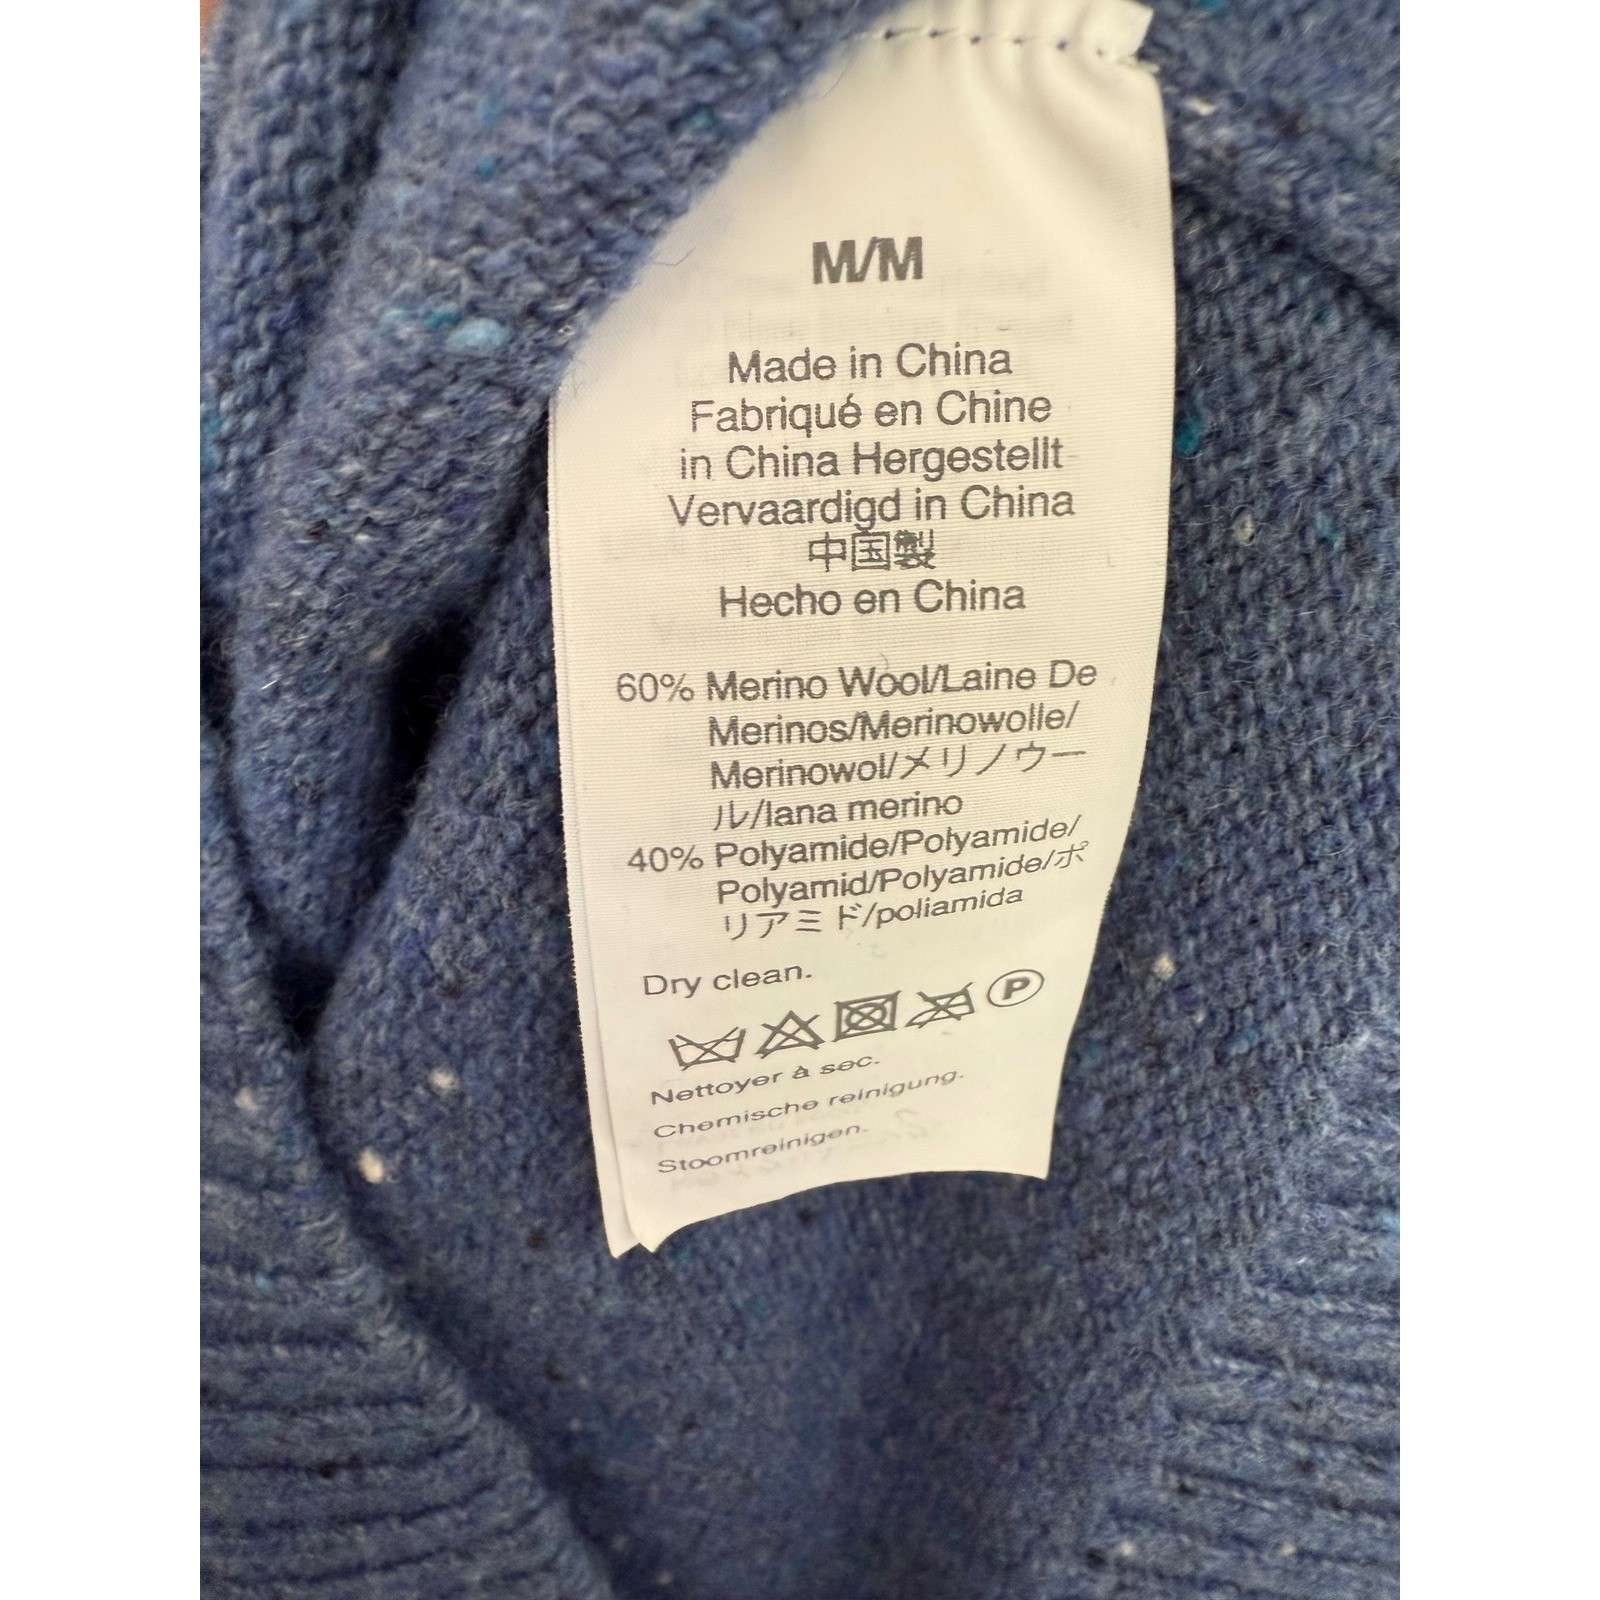 M/M
Made in China
Fabriqué en Chine
in China Hergestellt
Vervaardigd in China
中国製
Hecho en China
60% Merino Wool/Laine De
Merinos/Merinowolle/
Merinowol/メリノウー
ル/lana merino
40% Polyamide/Polyamide/
Polyamid/Polyamide/ポ
リアミド/poliamida
Dry clean.
P
Nettoyer à sec.
Chemische reinigung.
Stoomreinigen.